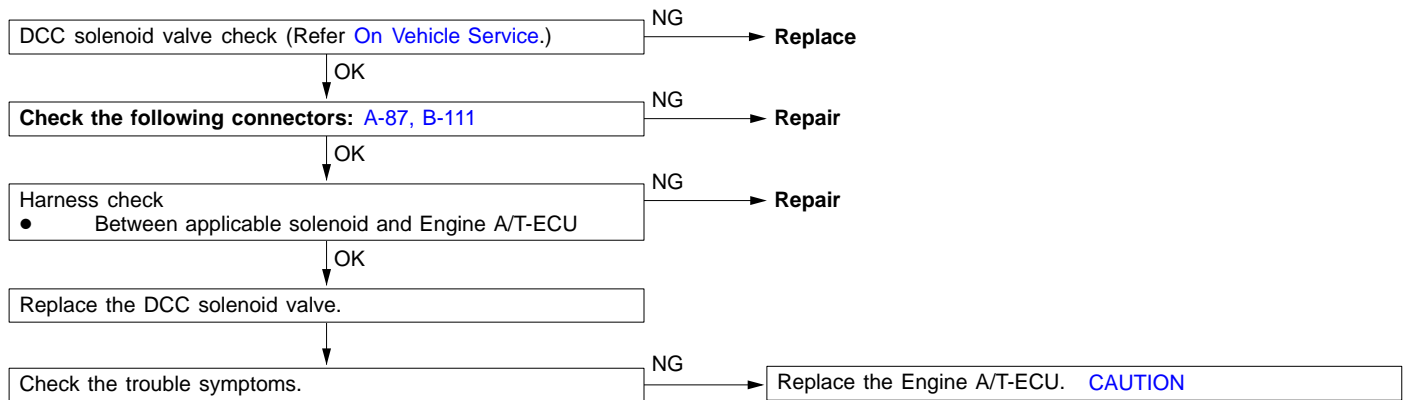 DCC solenoid valve check (Refer On Vehicle Service.)
NG
Replace
OK
Check the following connectors: A-87, B-111
NG
Repair
OK
Harness check
● Between applicable solenoid and Engine A/T-ECU
NG
Repair
OK
Replace the DCC solenoid valve.
Check the trouble symptoms.
NG
Replace the Engine A/T-ECU. CAUTION